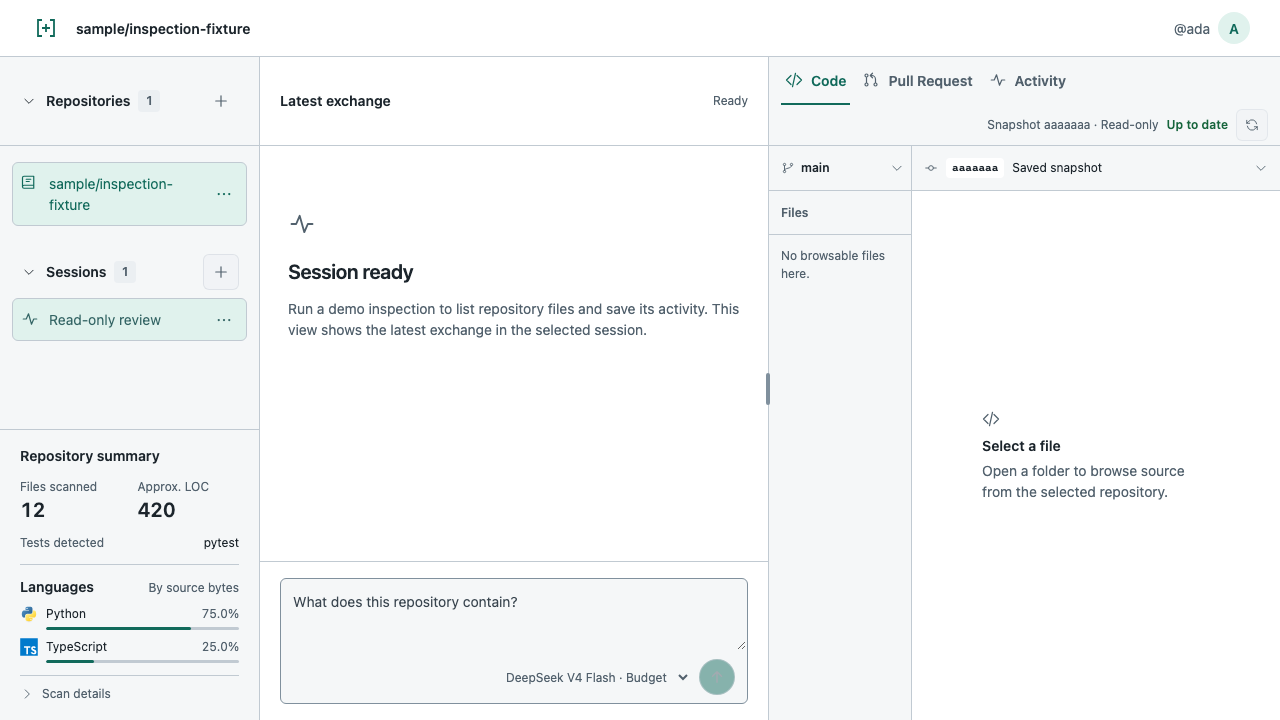 sample/inspection-fixture
@ada
A
Repositories 1
sample/inspection-
fixture
Sessions 1
Read-only review
Repository summary
Files scanned
Approx. LOC
12
420
Tests detected
pytest
Languages
By source bytes
Python
75.0%
TS
TypeScript
25.0%
Scan details
Latest exchange
Ready
Session ready
Run a demo inspection to list repository files and save its activity. This
view shows the latest exchange in the selected session.
What does this repository contain?
DeepSeek V4 Flash · Budget
Code
Pull Request
Activity
Snapshot aaaaaaa · Read-only
Up to date
main
aaaaaaa
Saved snapshot
Files
No browsable files
here.
Select a file
Open a folder to browse source
from the selected repository.